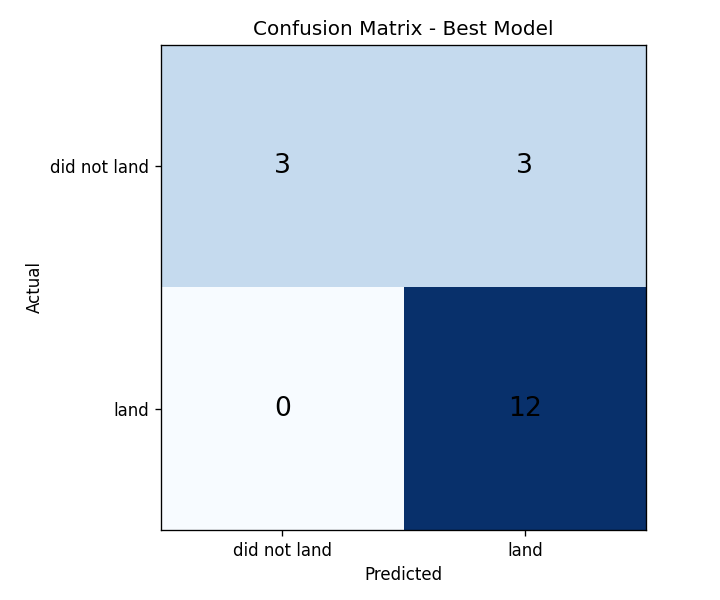 Confusion Matrix - Best Model
did not land
3
3
Actual
land
0
12
did not land
land
Predicted